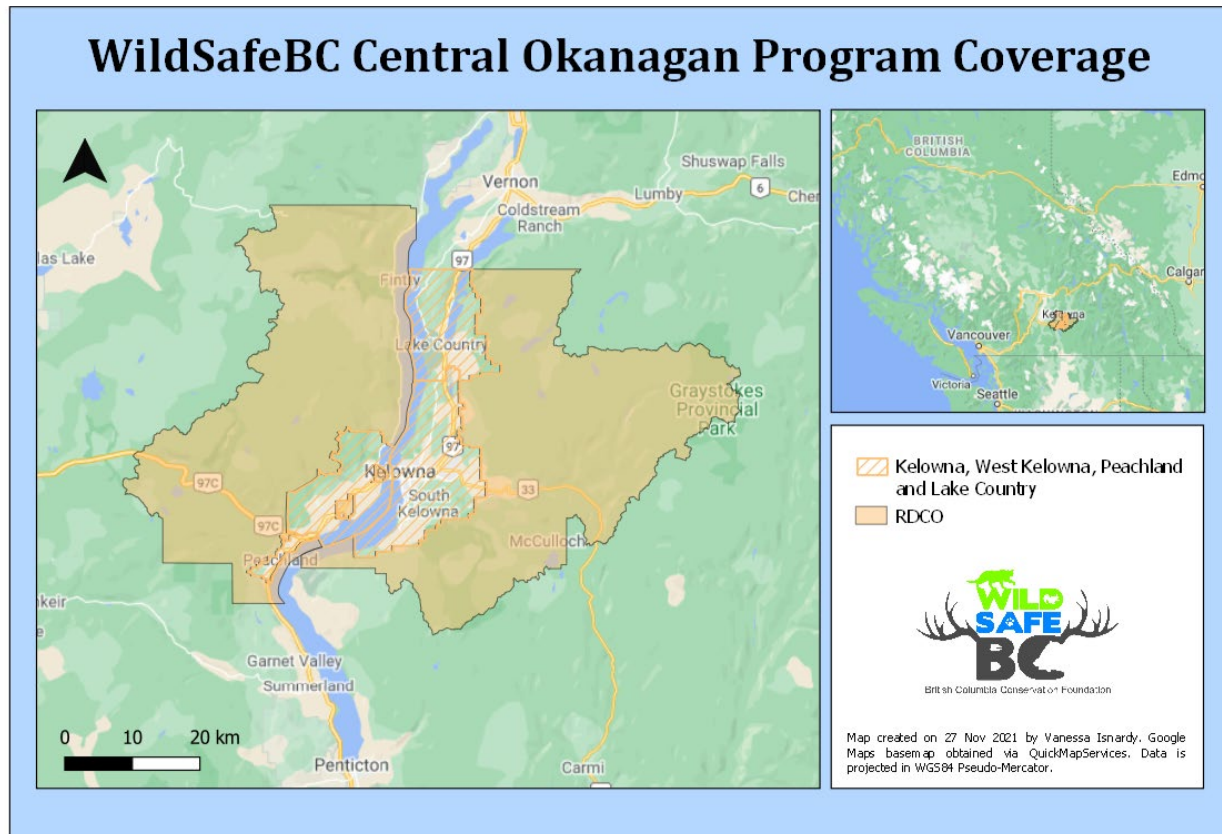 WildSafeBC Central Okanagan Program Coverage
Shuswap Falls
Vernon
Lumby
6
Coldstream
Ranch
97
Fintry
Lake Country
Graystokes
Provincial
Park
97
Kelowna
97C
South
Kelowna
33
97C
McCulloch
Peachland
Garnet Valley
Summerland
0 10 20 km
Penticton
Carmi
BRITISH
COLUMBIA
Calgar
Kelowna
Vancouver
Victoria
Seattle
Kelowna, West Kelowna, Peachland
and Lake Country
RDCO
WILD
SAFE
BC
British Columbia Conservation Foundation
Map created on 27 Nov 2021 by Vanessa Isnardy. Google
Maps basemap obtained via QuickMapServices. Data is
projected in WGS84 Pseudo-Mercator.